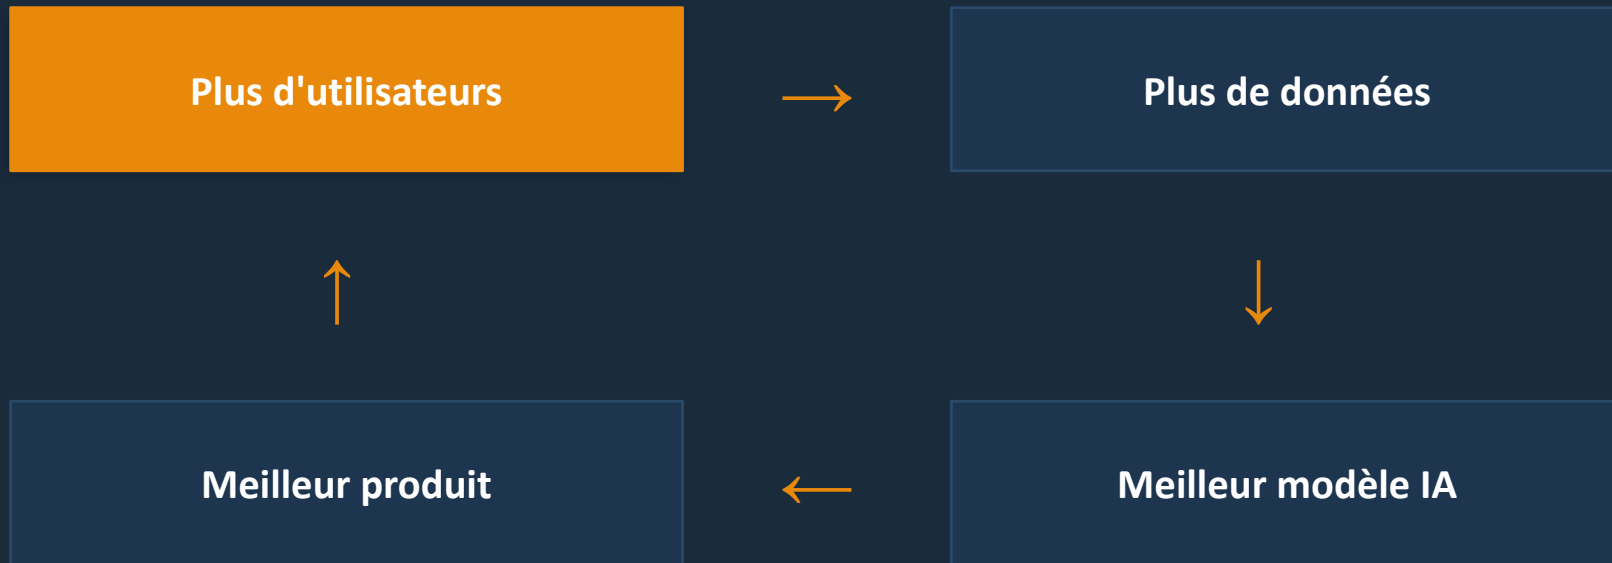 Plus d'utilisateurs
→
Plus de données
↑
↓
Meilleur produit
←
Meilleur modèle IA